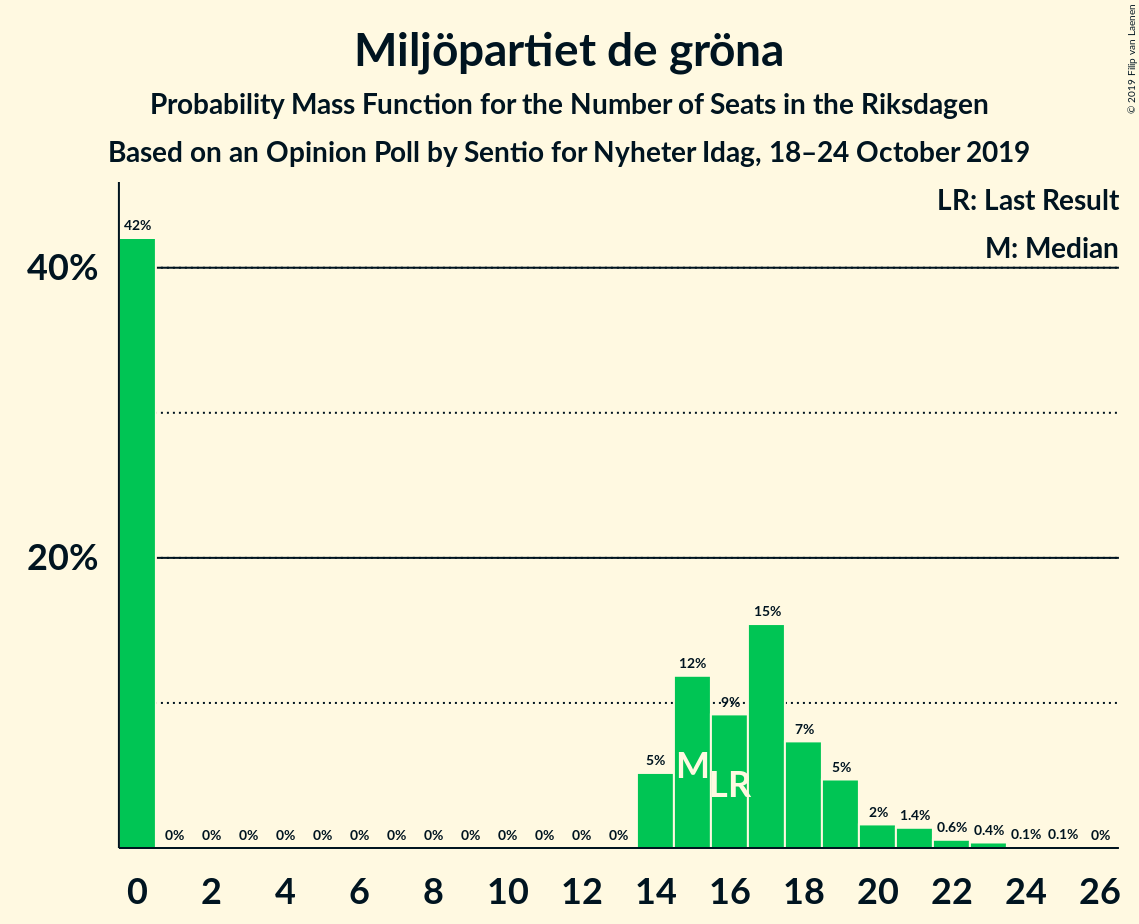 Miljöpartiet de gröna
Probability Mass Function for the Number of Seats in the Riksdagen
Based on an Opinion Poll by Sentio for Nyheter Idag, 18–24 October 2019
© 2019 Filip van Laenen
LR: Last Result
M: Median
42%
40%
20%
15%
12%
9%
7%
5%
M
5%
LR
2%
1.4%
0.6%
0.4%
0% 0% 0% 0% 0% 0% 0% 0% 0% 0% 0% 0% 0% 0.1% 0.1% 0%
0 2 4 6 8 10 12 14 16 18 20 22 24 26